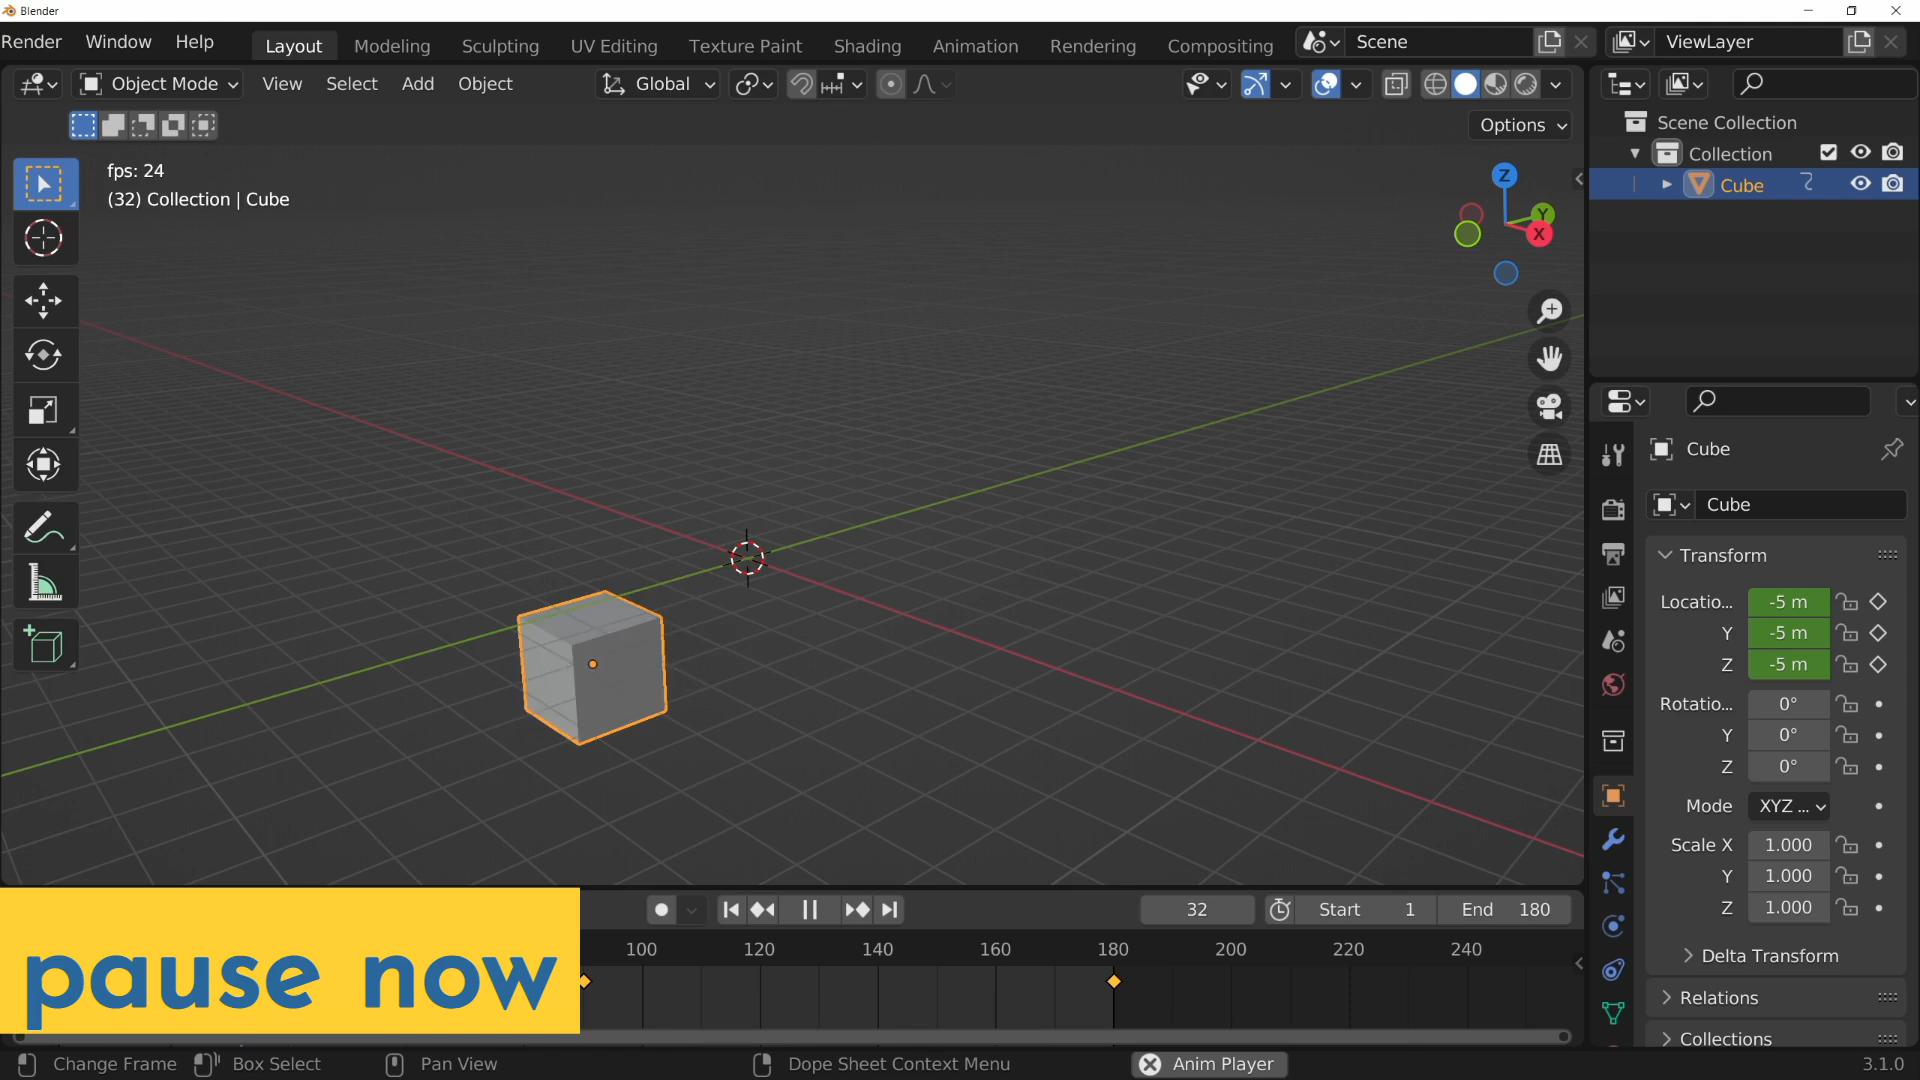 Blender
Render Window Help Layout Modeling Sculpting UV Editing Texture Paint Shading Animation Rendering Compositing Scene ViewLayer
Object Mode View Select Add Object Global
Options
fps: 24
(32) Collection | Cube
Z
Y
X
Scene Collection
Collection
Cube
Cube
Cube
Transform
Locatio... -5 m
Y -5 m
Z -5 m
Rotatio... 0°
Y 0°
Z 0°
Mode XYZ ...
Scale X 1.000
Y 1.000
Z 1.000
Delta Transform
Relations
Collections
32 Start 1 End 180
100 120 140 160 180 200 220 240
pause now
Change Frame Box Select Pan View Dope Sheet Context Menu Anim Player 3.1.0